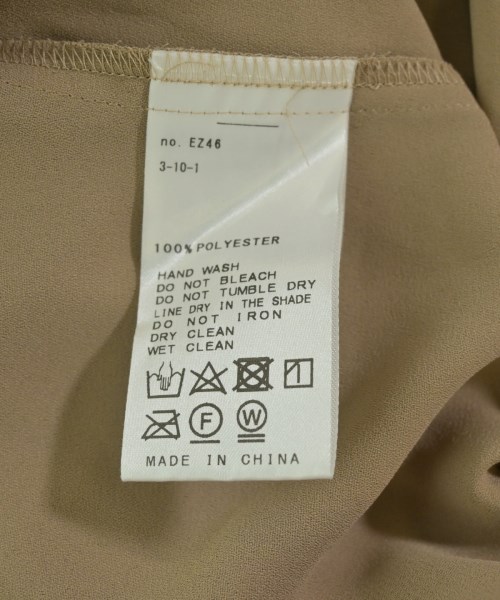 no. EZ46
3-10-1
100% POLYESTER
HAND WASH
DO NOT BLEACH
DO NOT TUMBLE DRY
LINE DRY IN THE SHADE
DO NOT IRON
DRY CLEAN
WET CLEAN
F W
MADE IN CHINA